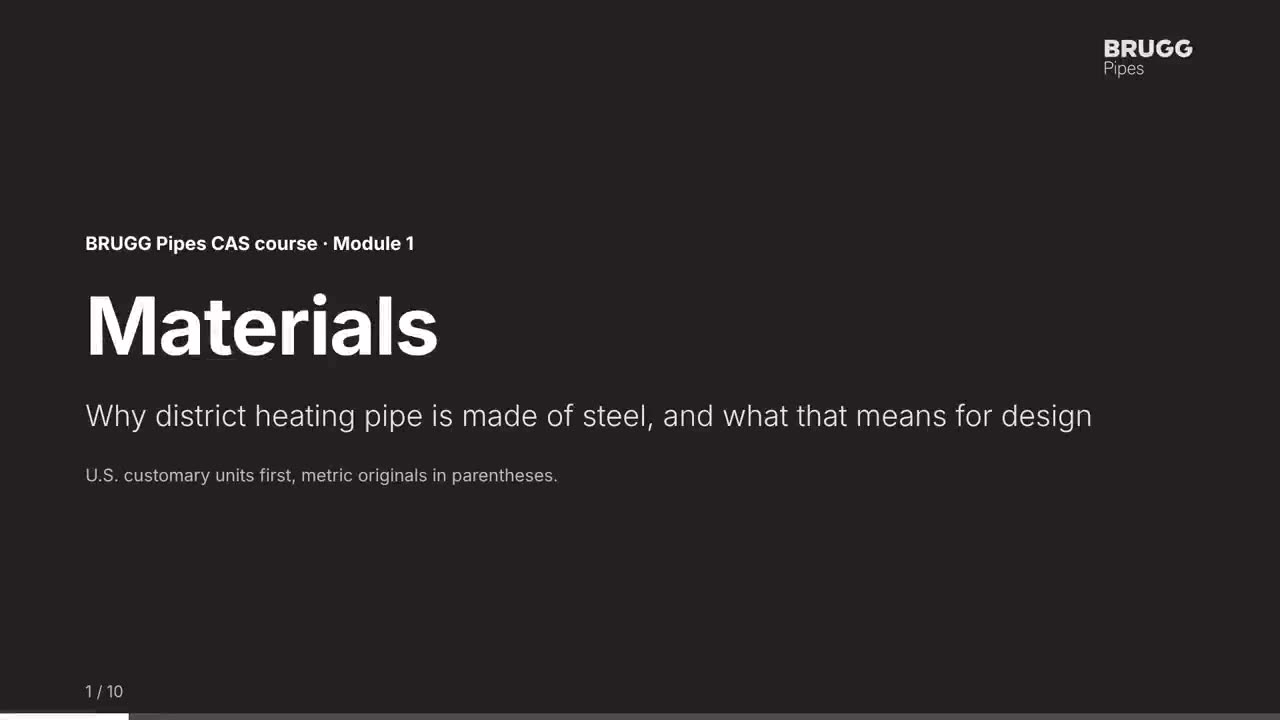 BRUGG
Pipes
BRUGG Pipes CAS course · Module 1
Materials
Why district heating pipe is made of steel, and what that means for design
U.S. customary units first, metric originals in parentheses.
1 / 10